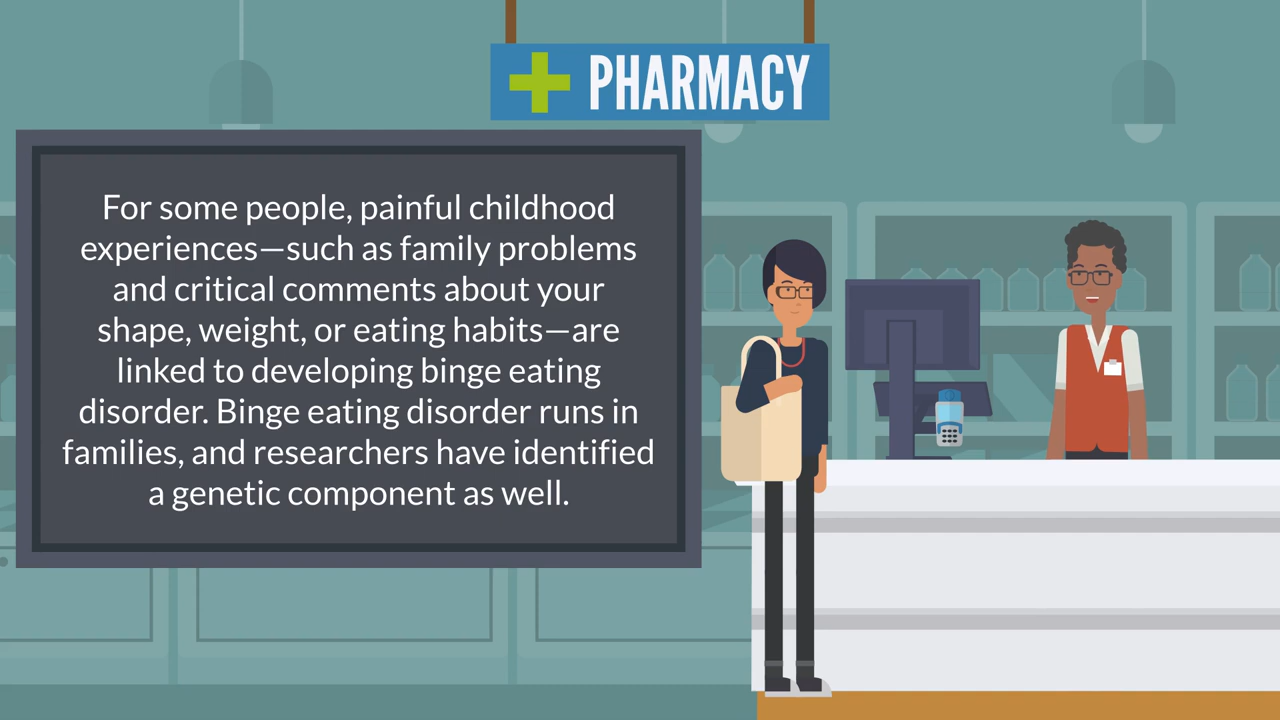 PHARMACY
For some people, painful childhood
experiences—such as family problems
and critical comments about your
shape, weight, or eating habits—are
linked to developing binge eating
disorder. Binge eating disorder runs in
families, and researchers have identified
a genetic component as well.